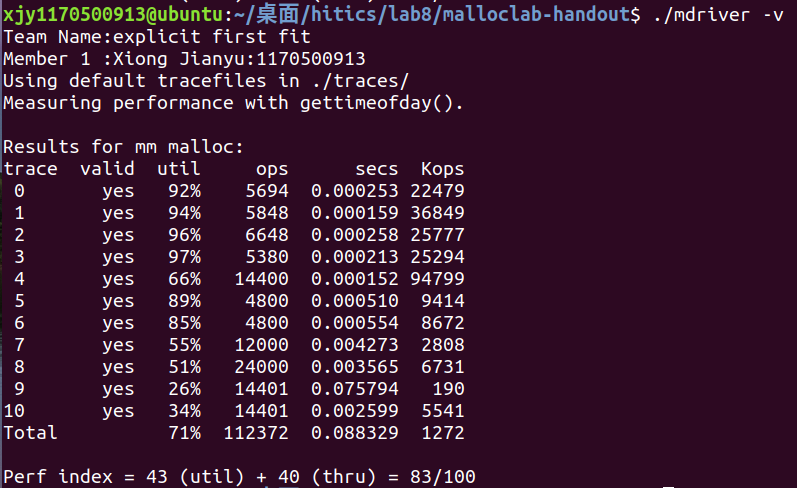 xjy1170500913@ubuntu:~/桌面/hitics/lab8/malloclab-handout$ ./mdriver -v
Team Name:explicit first fit
Member 1 :Xiong Jianyu:1170500913
Using default tracefiles in ./traces/
Measuring performance with gettimeofday().

Results for mm malloc:
trace  valid  util     ops      secs  Kops
 0       yes   92%    5694  0.000253 22479
 1       yes   94%    5848  0.000159 36849
 2       yes   96%    6648  0.000258 25777
 3       yes   97%    5380  0.000213 25294
 4       yes   66%   14400  0.000152 94799
 5       yes   89%    4800  0.000510  9414
 6       yes   85%    4800  0.000554  8672
 7       yes   55%   12000  0.004273  2808
 8       yes   51%   24000  0.003565  6731
 9       yes   26%   14401  0.075794   190
10       yes   34%   14401  0.002599  5541
Total          71%  112372  0.088329  1272

Perf index = 43 (util) + 40 (thru) = 83/100